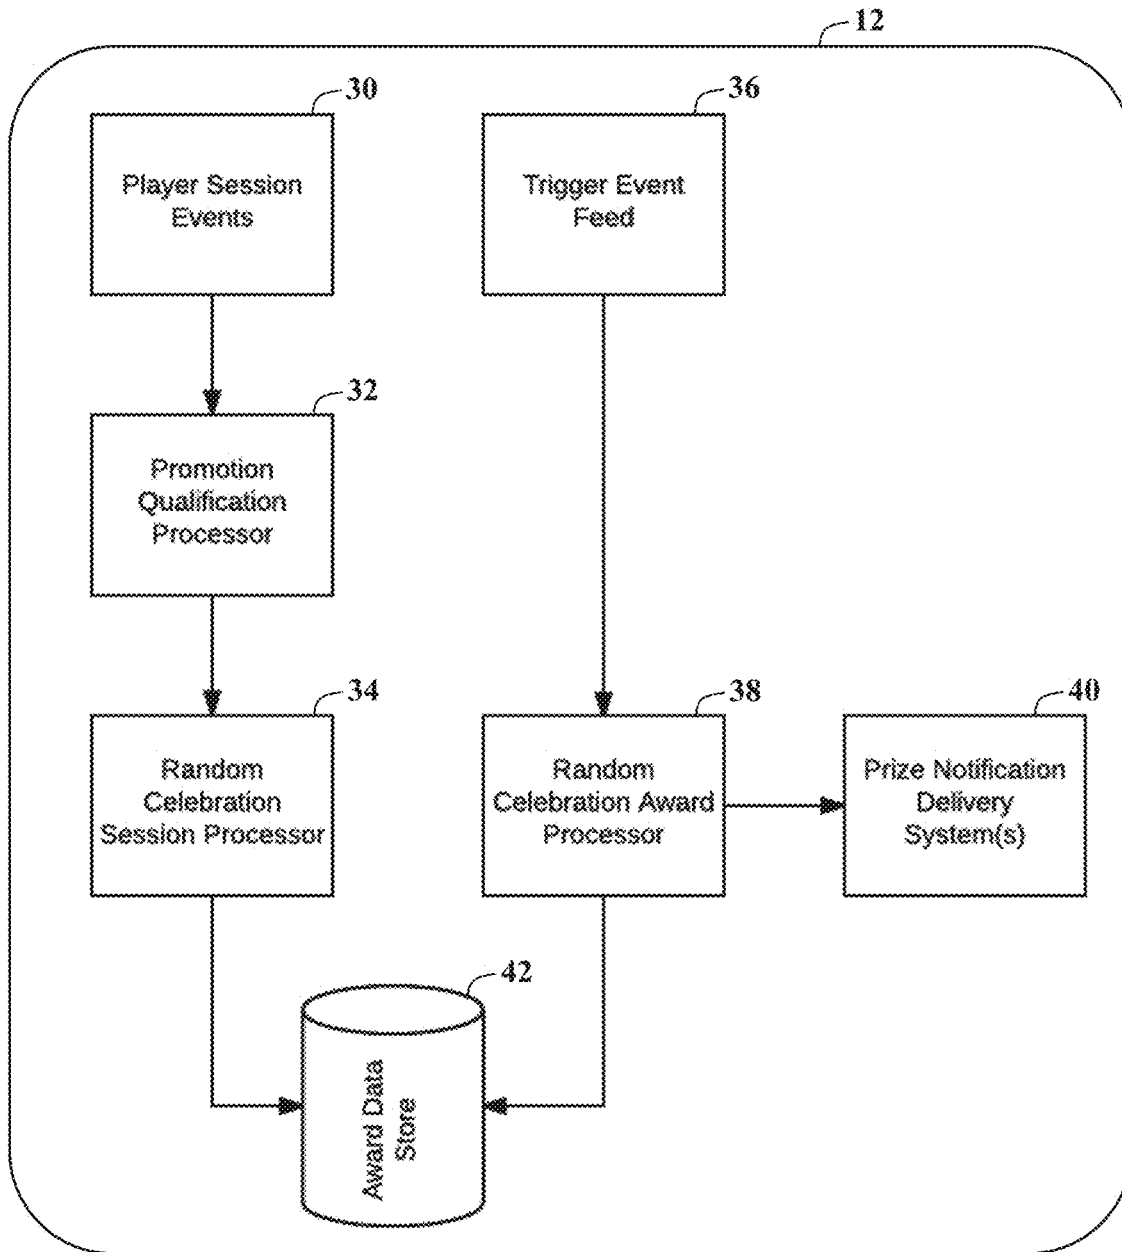 12
30
36
Player Session
Events
Trigger Event
Feed
32
Promotion
Qualification
Processor
34
38
40
Random
Celebration
Session Processor
Random
Celebration Award
Processor
Prize Notification
Delivery
System(s)
42
Award Data
Store